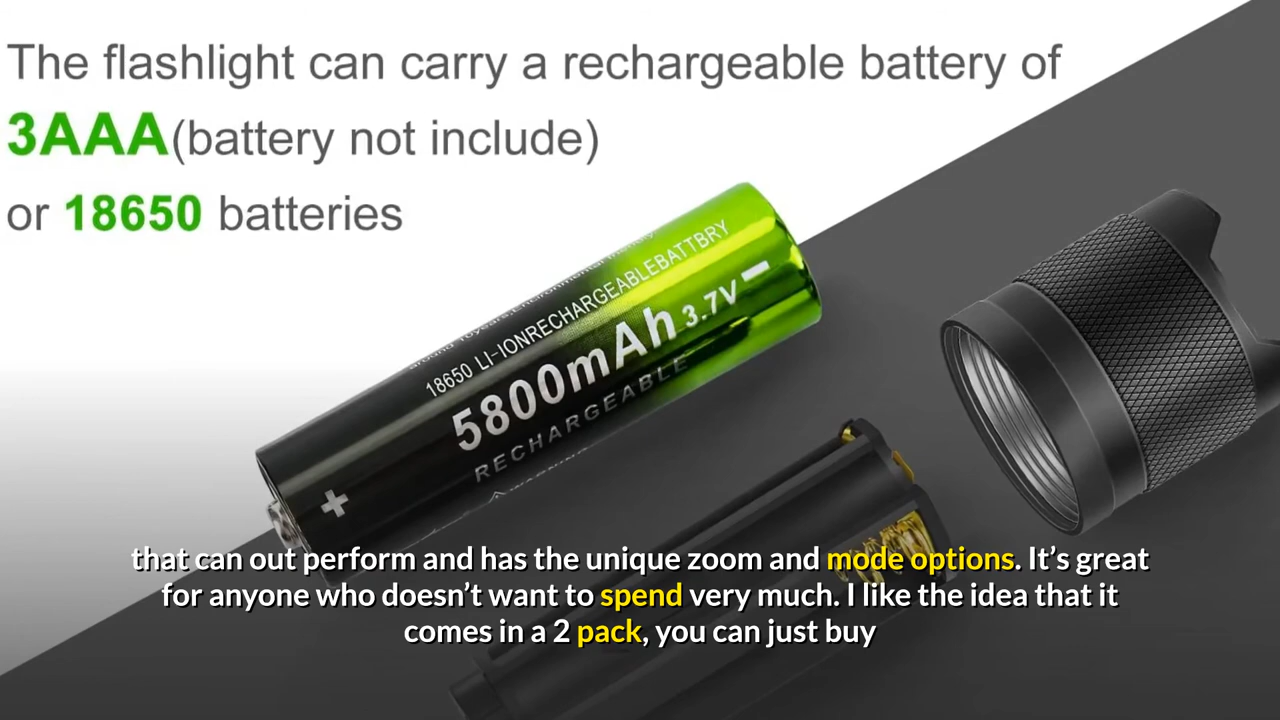 The flashlight can carry a rechargeable battery of
3AAA(battery not include)
or 18650 batteries
18650 LI-IONRECHARGEABLEBATTBRY
5800mAh 3.7V
RECHARGEABLE
that can out perform and has the unique zoom and mode options. It’s great
for anyone who doesn’t want to spend very much. I like the idea that it
comes in a 2 pack, you can just buy